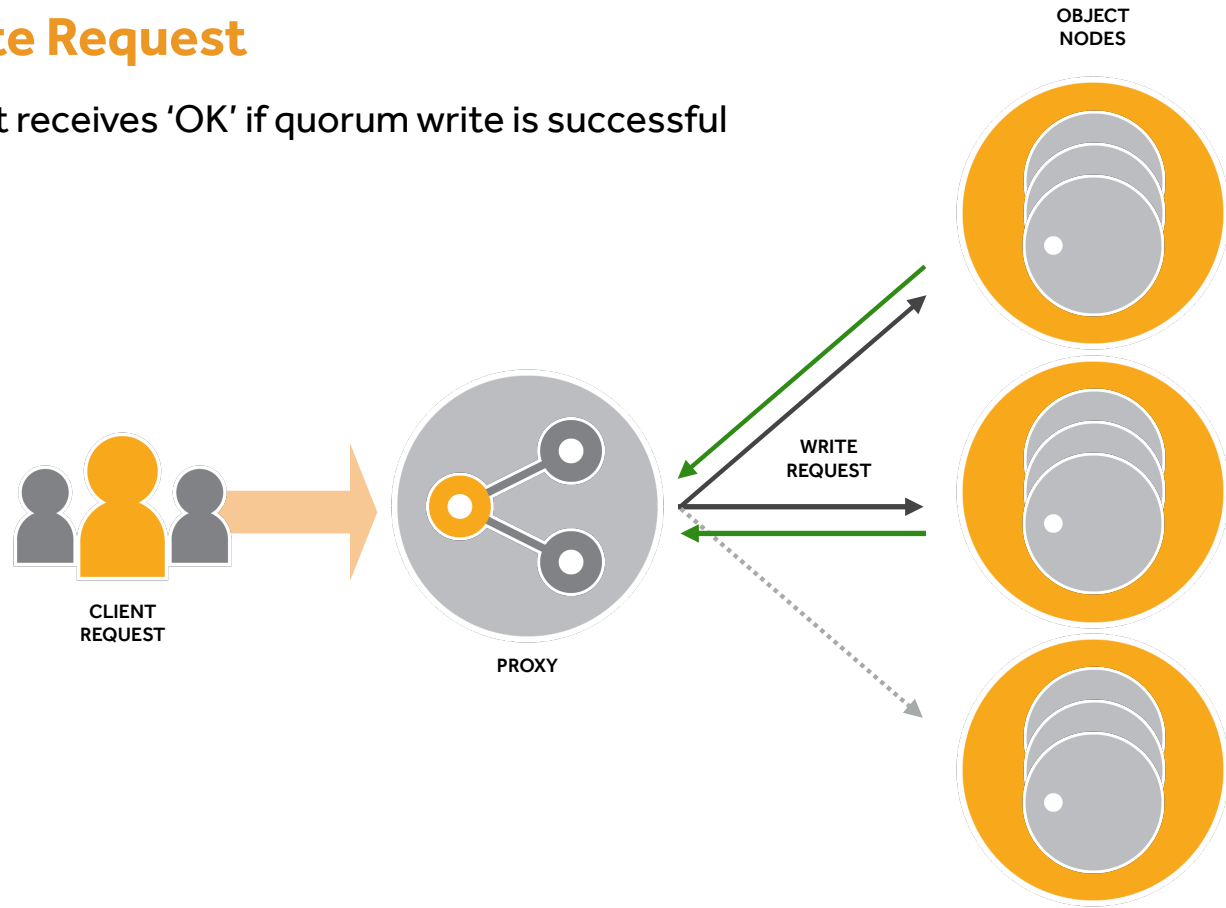 te Request
t receives ‘OK’ if quorum write is successful
OBJECT
NODES
WRITE
REQUEST
CLIENT
REQUEST
PROXY